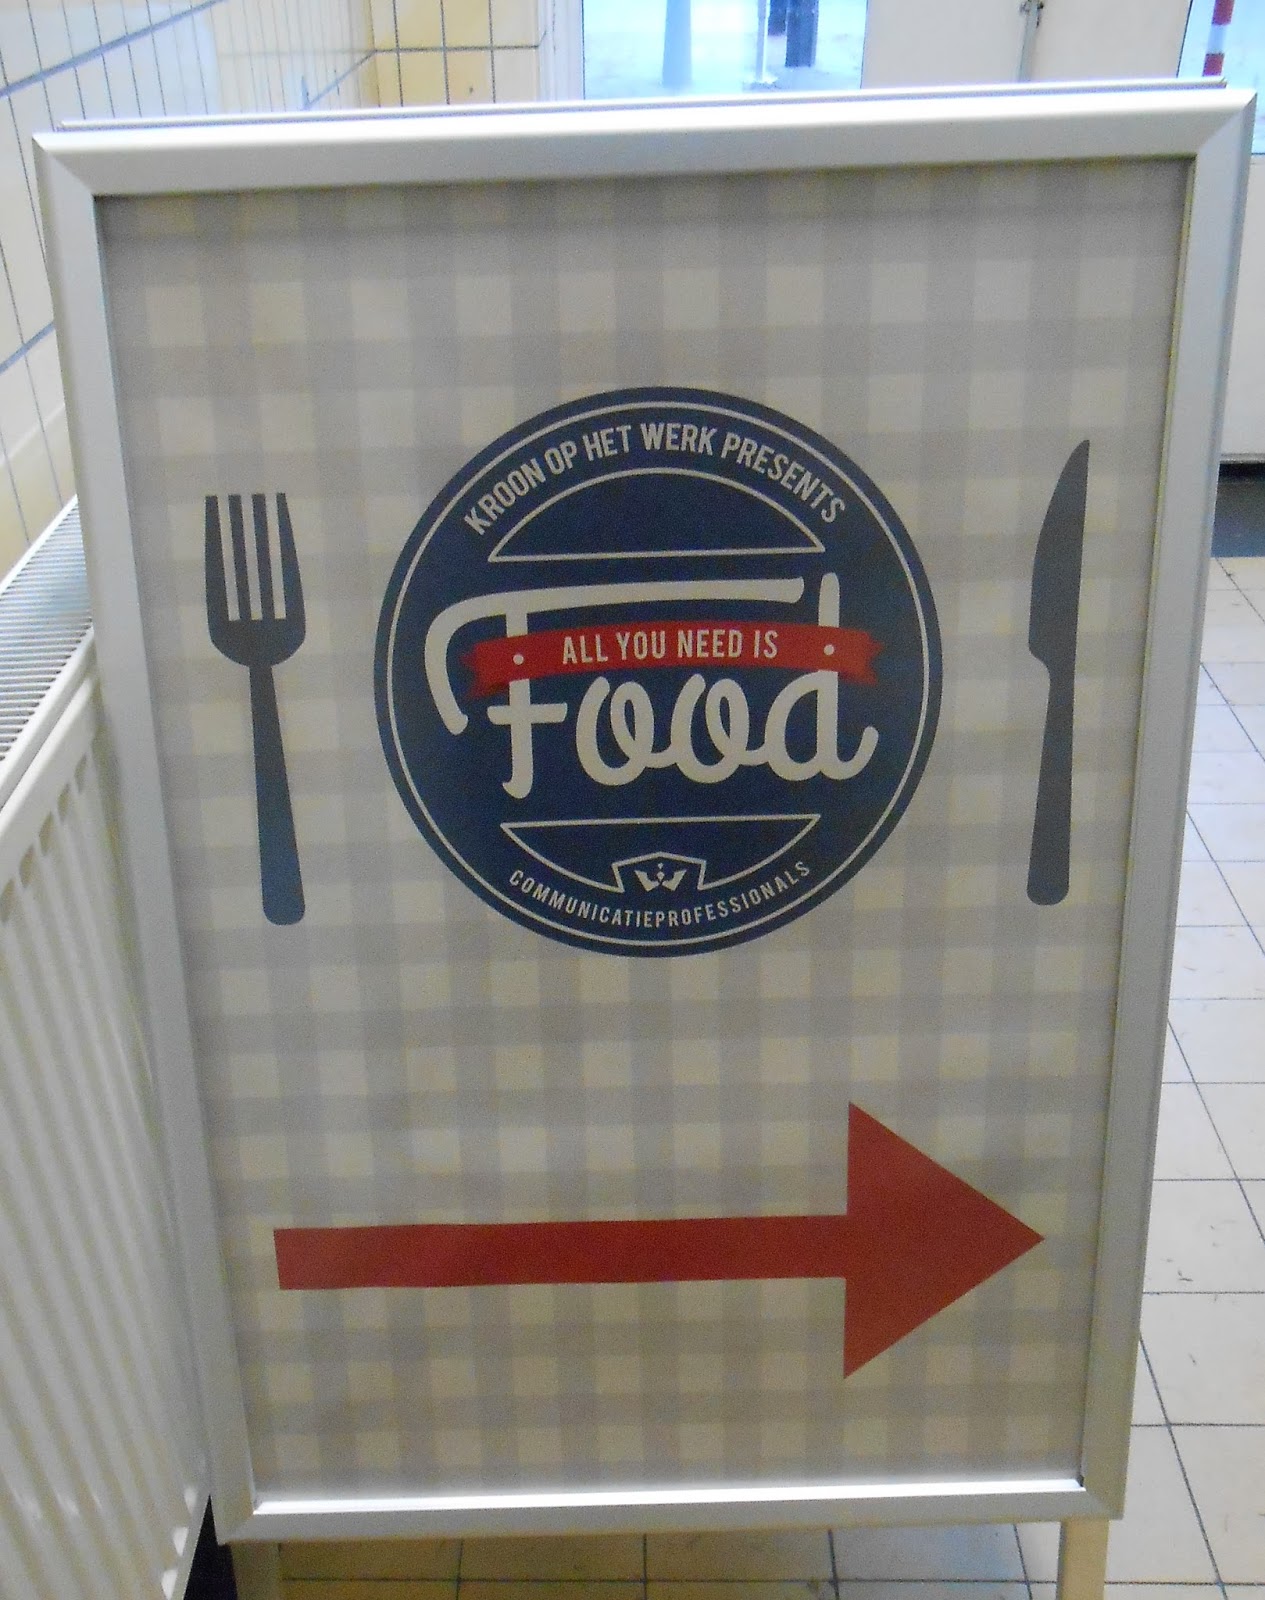 KROON OP HET WERK PRESENTS
ALL YOU NEED IS
Food
COMMUNICATIEPROFESSIONALS